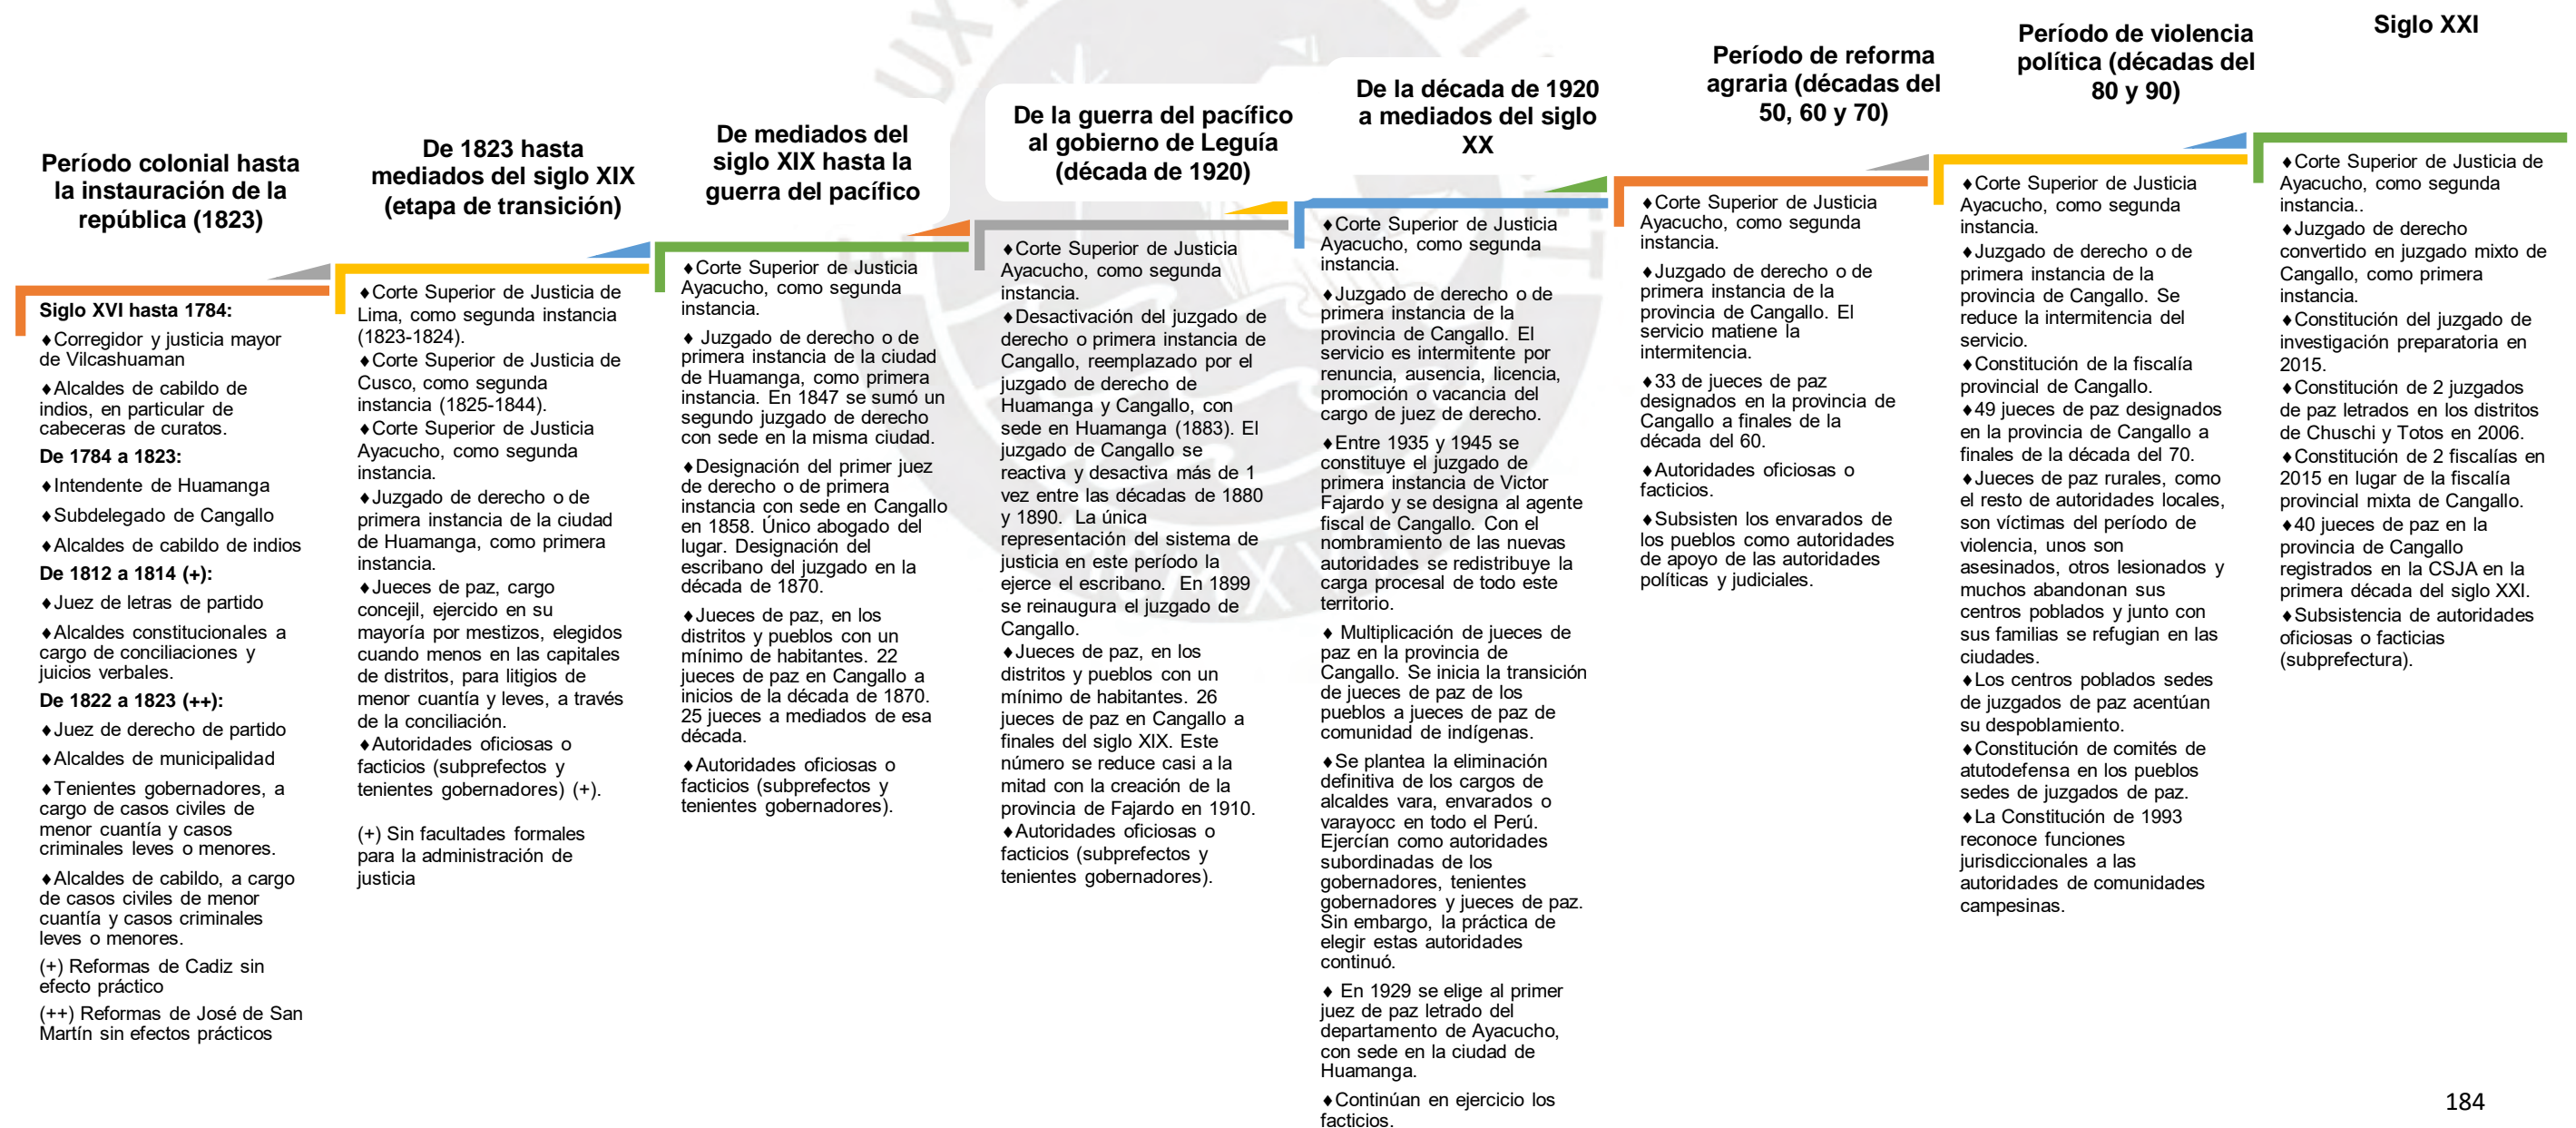 Período colonial hasta
la instauración de la
república (1823)
Siglo XVI hasta 1784:
♦Corregidor y justicia mayor
de Vilcashuaman
♦Alcaldes de cabildo de
indios, en particular de
cabeceras de curatos.
De 1784 a 1823:
♦Intendente de Huamanga
♦Subdelegado de Cangallo
♦Alcaldes de cabildo de indios
De 1812 a 1814 (+):
♦Juez de letras de partido
♦Alcaldes constitucionales a
cargo de conciliaciones y
juicios verbales.
De 1822 a 1823 (++):
♦Juez de derecho de partido
♦Alcaldes de municipalidad
♦Tenientes gobernadores, a
cargo de casos civiles de
menor cuantía y casos
criminales leves o menores.
♦Alcaldes de cabildo, a cargo
de casos civiles de menor
cuantía y casos criminales
leves o menores.
(+) Reformas de Cadiz sin
efecto práctico
(++) Reformas de José de San
Martín sin efectos prácticos
De 1823 hasta
mediados del siglo XIX
(etapa de transición)
♦Corte Superior de Justicia de
Lima, como segunda instancia
(1823-1824).
♦Corte Superior de Justicia de
Cusco, como segunda
instancia (1825-1844).
♦Corte Superior de Justicia
Ayacucho, como segunda
instancia.
♦Juzgado de derecho o de
primera instancia de la ciudad
de Huamanga, como primera
instancia.
♦Jueces de paz, cargo
concejil, ejercido en su
mayoría por mestizos, elegidos
cuando menos en las capitales
de distritos, para litigios de
menor cuantía y leves, a través
de la conciliación.
♦Autoridades oficiosas o
facticios (subprefectos y
tenientes gobernadores) (+).
(+) Sin facultades formales
para la administración de
justicia
De mediados del
siglo XIX hasta la
guerra del pacífico
♦Corte Superior de Justicia
Ayacucho, como segunda
instancia.
♦ Juzgado de derecho o de
primera instancia de la ciudad
de Huamanga, como primera
instancia. En 1847 se sumó un
segundo juzgado de derecho
con sede en la misma ciudad.
♦Designación del primer juez
de derecho o de primera
instancia con sede en Cangallo
en 1858. Único abogado del
lugar. Designación del
escribano del juzgado en la
década de 1870.
♦Jueces de paz, en los
distritos y pueblos con un
mínimo de habitantes. 22
jueces de paz en Cangallo a
inicios de la década de 1870.
25 jueces a mediados de esa
década.
♦Autoridades oficiosas o
facticios (subprefectos y
tenientes gobernadores).
De la guerra del pacífico
al gobierno de Leguía
(década de 1920)
♦Corte Superior de Justicia
Ayacucho, como segunda
instancia.
♦Desactivación del juzgado de
derecho o primera instancia de
Cangallo, reemplazado por el
juzgado de derecho de
Huamanga y Cangallo, con
sede en Huamanga (1883). El
juzgado de Cangallo se
reactiva y desactiva más de 1
vez entre las décadas de 1880
y 1890. La única
representación del sistema de
justicia en este período la
ejerce el escribano. En 1899
se reinaugura el juzgado de
Cangallo.
♦Jueces de paz, en los
distritos y pueblos con un
mínimo de habitantes. 26
jueces de paz en Cangallo a
finales del siglo XIX. Este
número se reduce casi a la
mitad con la creación de la
provincia de Fajardo en 1910.
♦Autoridades oficiosas o
facticios (subprefectos y
tenientes gobernadores).
De la década de 1920
a mediados del siglo
XX
♦Corte Superior de Justicia
Ayacucho, como segunda
instancia.
♦Juzgado de derecho o de
primera instancia de la
provincia de Cangallo. El
servicio es intermitente por
renuncia, ausencia, licencia,
promoción o vacancia del
cargo de juez de derecho.
♦Entre 1935 y 1945 se
constituye el juzgado de
primera instancia de Victor
Fajardo y se designa al agente
fiscal de Cangallo. Con el
nombramiento de las nuevas
autoridades se redistribuye la
carga procesal de todo este
territorio.
♦ Multiplicación de jueces de
paz en la provincia de
Cangallo. Se inicia la transición
de jueces de paz de los
pueblos a jueces de paz de
comunidad de indígenas.
♦Se plantea la eliminación
definitiva de los cargos de
alcaldes vara, envarados o
varayocc en todo el Perú.
Ejercían como autoridades
subordinadas de los
gobernadores, tenientes
gobernadores y jueces de paz.
Sin embargo, la práctica de
elegir estas autoridades
continuó.
♦ En 1929 se elige al primer
juez de paz letrado del
departamento de Ayacucho,
con sede en la ciudad de
Huamanga.
♦Continúan en ejercicio los
facticios.
Período de reforma
agraria (décadas del
50, 60 y 70)
♦Corte Superior de Justicia
Ayacucho, como segunda
instancia.
♦Juzgado de derecho o de
primera instancia de la
provincia de Cangallo. El
servicio matiene la
intermitencia.
♦33 de jueces de paz
designados en la provincia de
Cangallo a finales de la
década del 60.
♦Autoridades oficiosas o
facticios.
♦Subsisten los envarados de
los pueblos como autoridades
de apoyo de las autoridades
políticas y judiciales.
Período de violencia
política (décadas del
80 y 90)
♦Corte Superior de Justicia
Ayacucho, como segunda
instancia.
♦Juzgado de derecho o de
primera instancia de la
provincia de Cangallo. Se
reduce la intermitencia del
servicio.
♦Constitución de la fiscalía
provincial de Cangallo.
♦49 jueces de paz designados
en la provincia de Cangallo a
finales de la década del 70.
♦Jueces de paz rurales, como
el resto de autoridades locales,
son víctimas del período de
violencia, unos son
asesinados, otros lesionados y
muchos abandonan sus
centros poblados y junto con
sus familias se refugian en las
ciudades.
♦Los centros poblados sedes
de juzgados de paz acentúan
su despoblamiento.
♦Constitución de comités de
atutodefensa en los pueblos
sedes de juzgados de paz.
♦La Constitución de 1993
reconoce funciones
jurisdiccionales a las
autoridades de comunidades
campesinas.
Siglo XXI
♦Corte Superior de Justicia de
Ayacucho, como segunda
instancia..
♦Juzgado de derecho
convertido en juzgado mixto de
Cangallo, como primera
instancia.
♦Constitución del juzgado de
investigación preparatoria en
2015.
♦Constitución de 2 juzgados
de paz letrados en los distritos
de Chuschi y Totos en 2006.
♦Constitución de 2 fiscalías en
2015 en lugar de la fiscalía
provincial mixta de Cangallo.
♦40 jueces de paz en la
provincia de Cangallo
registrados en la CSJA en la
primera década del siglo XXI.
♦Subsistencia de autoridades
oficiosas o facticias
(subprefectura).
184